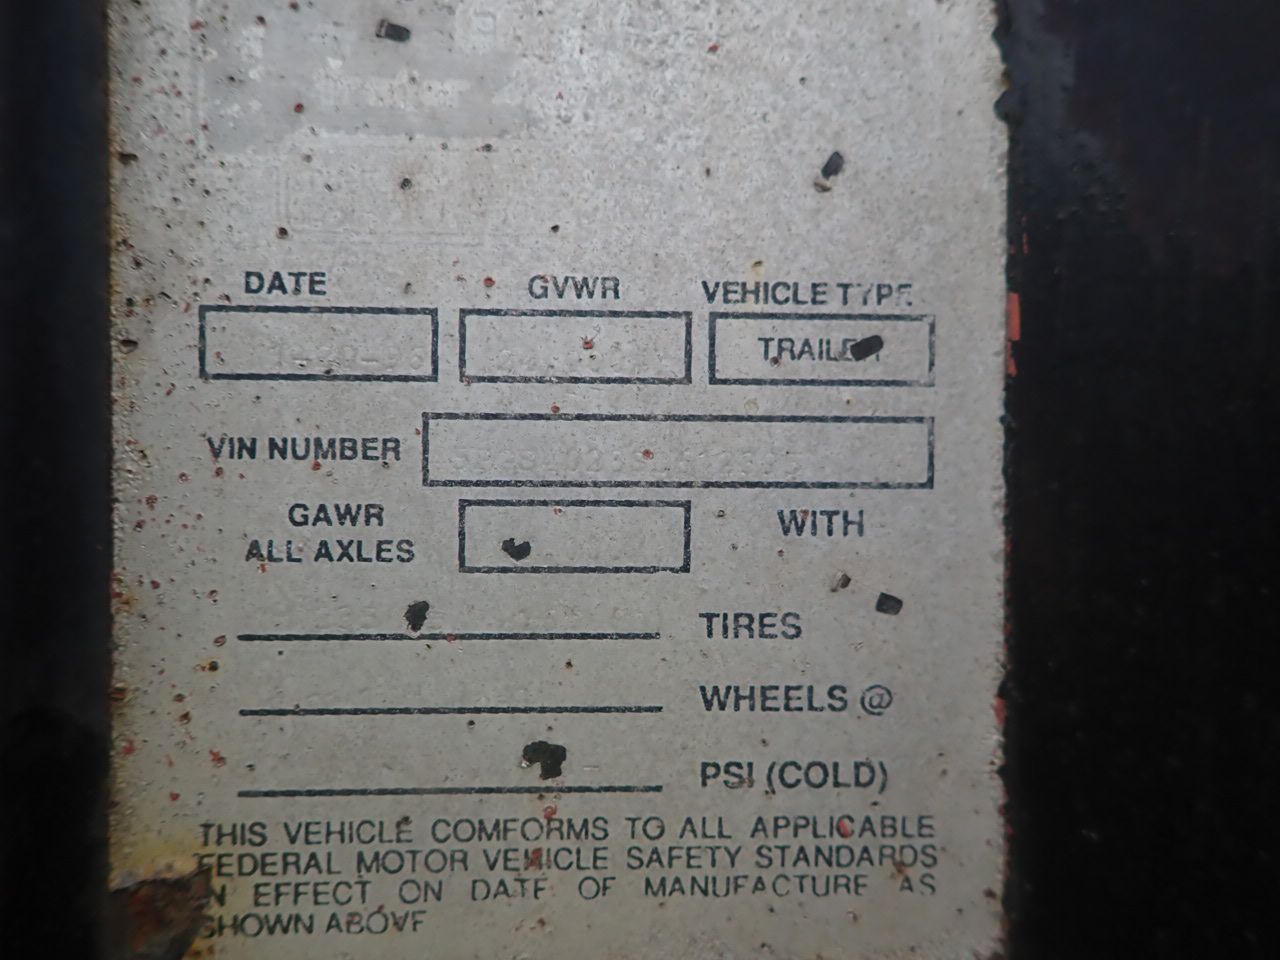 DATE GVWR VEHICLE TYPE
TRAILER
VIN NUMBER
GAWR
ALL AXLES
WITH
TIRES
WHEELS @
PSI (COLD)
THIS VEHICLE COMFORMS TO ALL APPLICABLE
FEDERAL MOTOR VEHICLE SAFETY STANDARDS
IN EFFECT ON DATE OF MANUFACTURE AS
SHOWN ABOVE